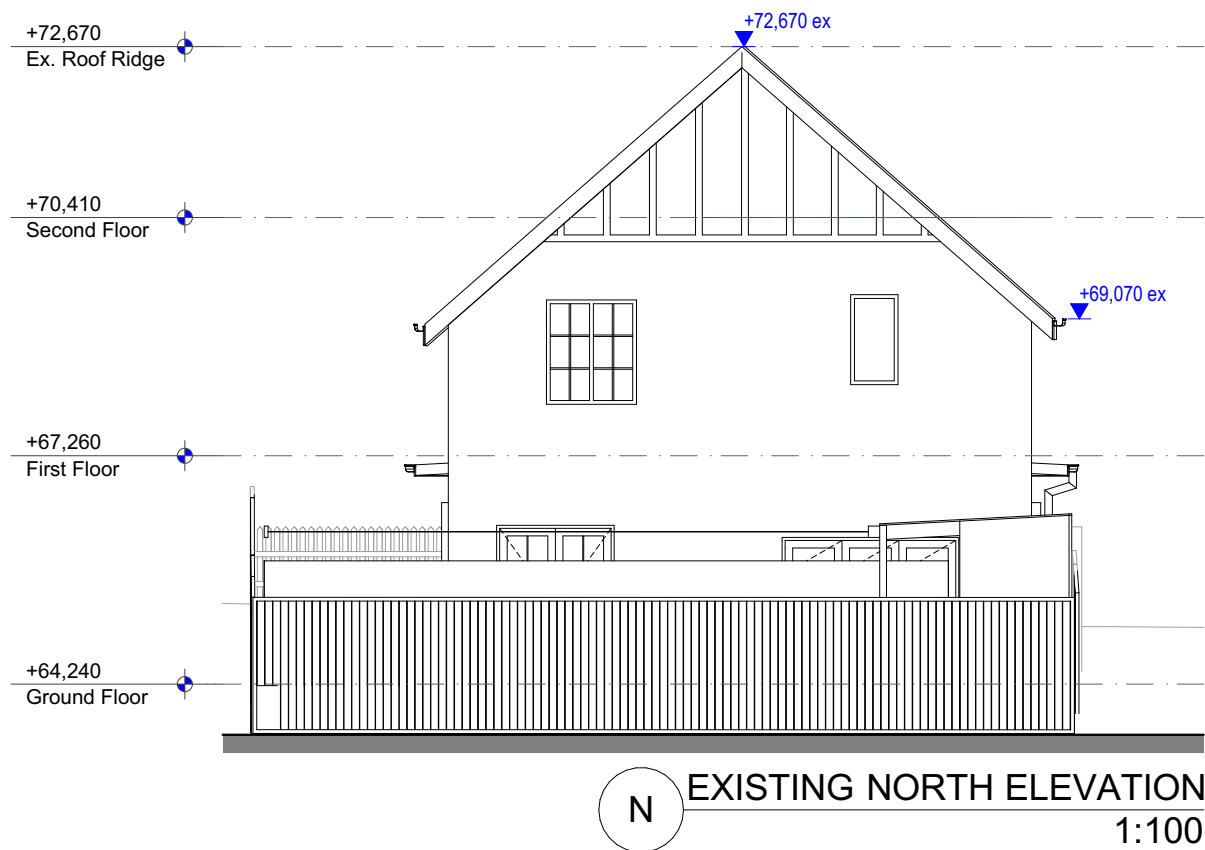 +72,670
Ex. Roof Ridge
+72,670 ex
+70,410
Second Floor
+69,070 ex
+67,260
First Floor
+64,240
Ground Floor
N
EXISTING NORTH ELEVATION
1:100